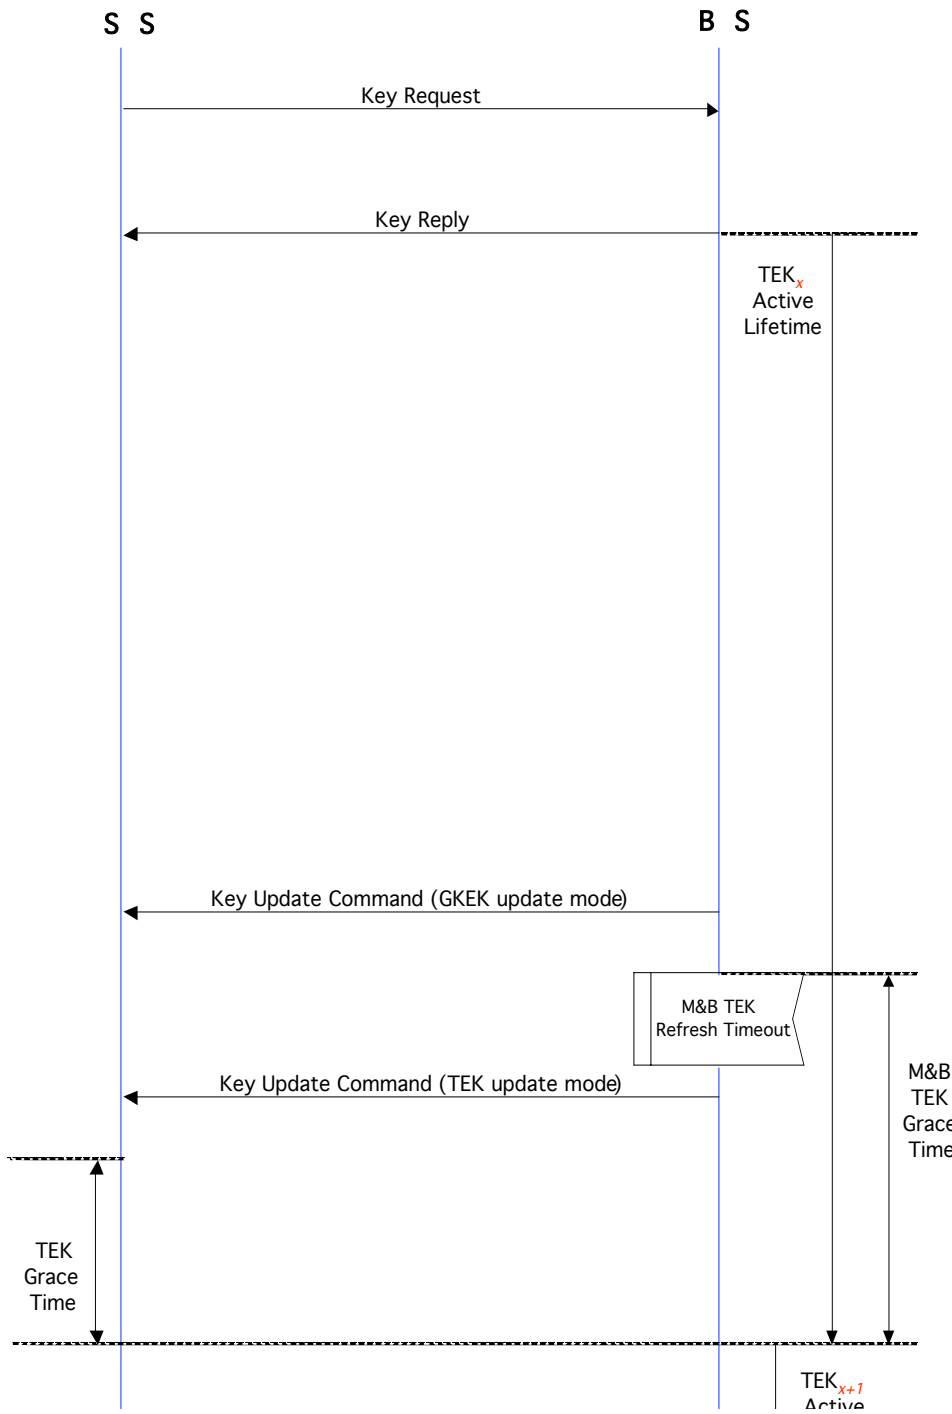 S S
B S
Key Request
Key Reply
TEKx
Active
Lifetime
Key Update Command (GKEK update mode)
M&B TEK
Refresh Timeout
M&B
TEK
Grace
Time
Key Update Command (TEK update mode)
TEK
Grace
Time
TEKx+1
Active